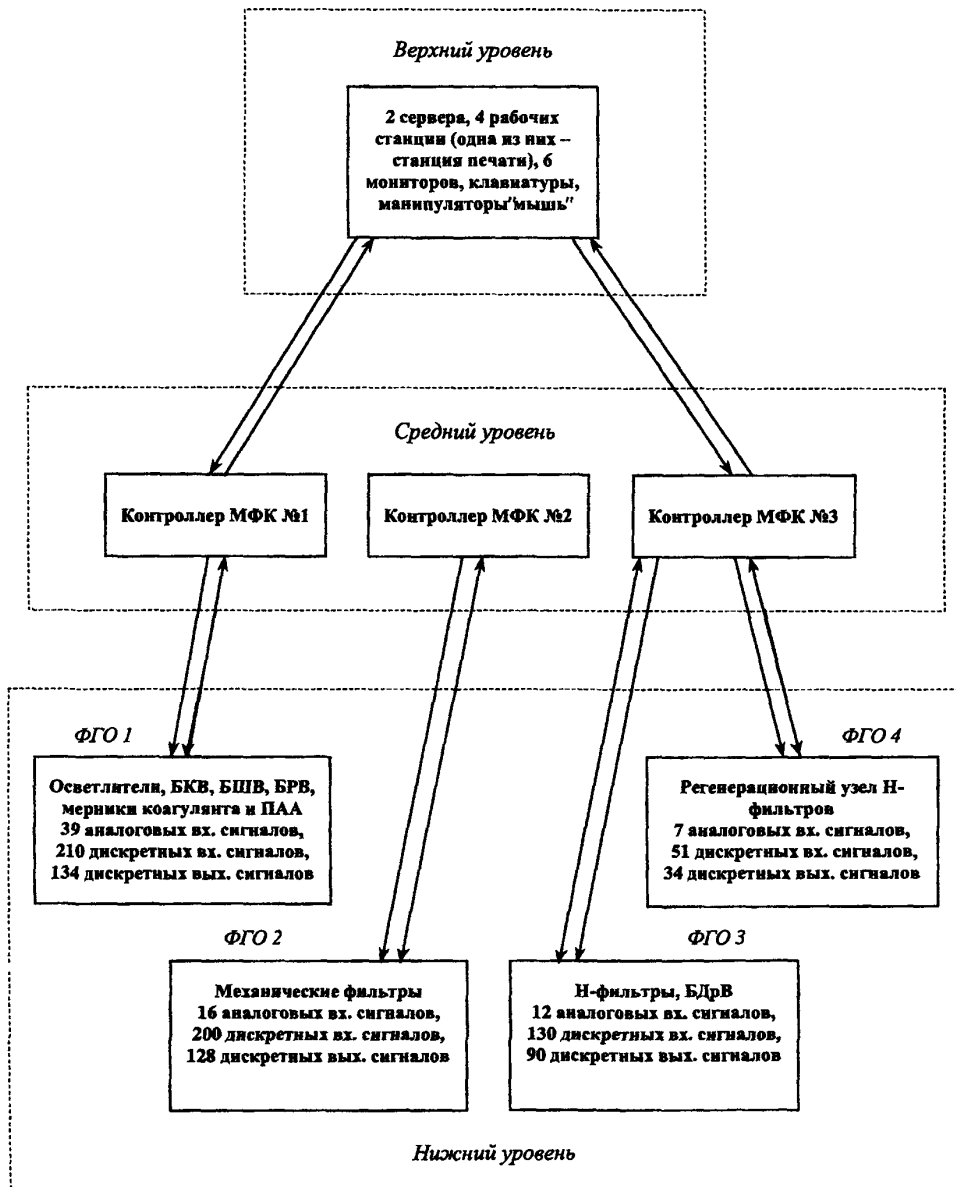 Верхний уровень
2 сервера, 4 рабочих
станции (одна из них –
станция печати), 6
мониторов, клавиатуры,
манипуляторы"мышь"
Средний уровень
Контроллер МФК №1
Контроллер МФК №2
Контроллер МФК №3
ФГО 1
Осветлители, БКВ, БШВ, БРВ,
мерники коагулянта и ПАА
39 аналоговых вх. сигналов,
210 дискретных вх. сигналов,
134 дискретных вых. сигналов
ФГО 4
Регенерационный узел Н-
фильтров
7 аналоговых вх. сигналов,
51 дискретных вх. сигналов,
34 дискретных вых. сигналов
ФГО 2
Механические фильтры
16 аналоговых вх. сигналов,
200 дискретных вх. сигналов,
128 дискретных вых. сигналов
ФГО 3
Н-фильтры, БДрВ
12 аналоговых вх. сигналов,
130 дискретных вх. сигналов,
90 дискретных вых. сигналов
Нижний уровень